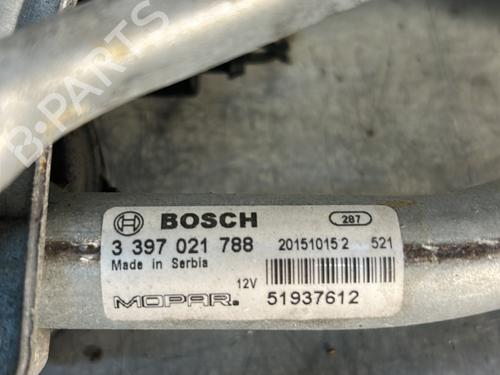 B-PARTS
BOSCH 287
3 397 021 788 20151015 2 521
Made in Serbia
12V
MOPAR. 51937612